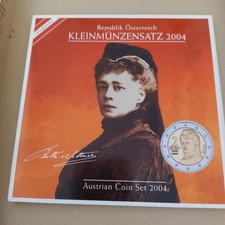 Republik Österreich
KLEINMÜNZENSATZ 2004
Austrian Coin Set 2004